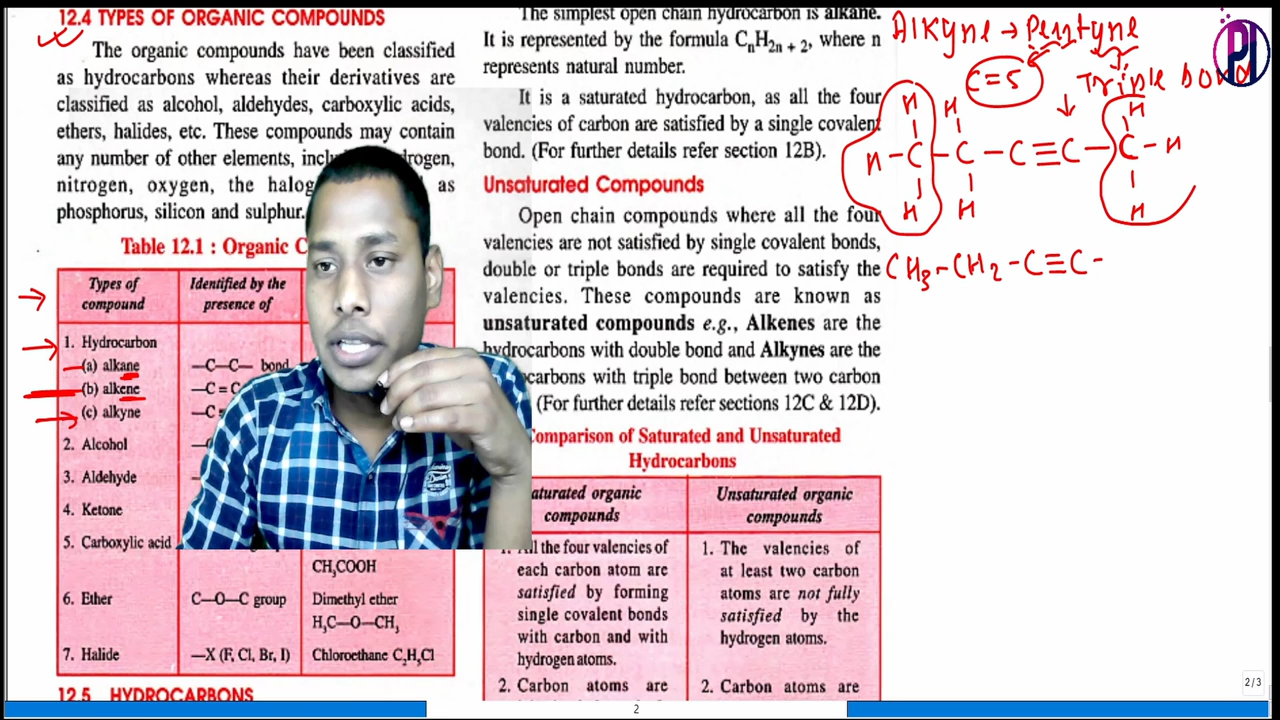 12.4 TYPES OF ORGANIC COMPOUNDS
The organic compounds have been classified
as hydrocarbons whereas their derivatives are
classified as alcohol, aldehydes, carboxylic acids,
ethers, halides, etc. These compounds may contain
any number of other elements,
nitrogen, oxygen, the as
phosphorus, silicon and sulphur.
Table 12.1 : Organic
Types of compound
Identified by the presence of
1. Hydrocarbon
(a) alkane —C—C— bond
(b) alkene —C = C
(c) alkyne —C
2. Alcohol
3. Aldehyde
4. Ketone
5. Carboxylic acid
CH3COOH
6. Ether C—O—C group Dimethyl ether
H3C—O—CH3
7. Halide —X (F, Cl, Br, I) Chloroethane C2H5Cl
12.5 HYDROCARBONS
The simplest open chain hydrocarbon is alkane.
It is represented by the formula CnH2n + 2, where n
represents natural number.
It is a saturated hydrocarbon, as all the four
valencies of carbon are satisfied by a single covalent
bond. (For further details refer section 12B).
Unsaturated Compounds
Open chain compounds where all the four
valencies are not satisfied by single covalent bonds,
double or triple bonds are required to satisfy the
valencies. These compounds are known as
unsaturated compounds e.g., Alkenes are the
hydrocarbons with double bond and Alkynes are the
with triple bond between two carbon
(For further details refer sections 12C & 12D).
Comparison of Saturated and Unsaturated
Hydrocarbons
organic compounds
Unsaturated organic compounds
the four valencies of
each carbon atom are
satisfied by forming
single covalent bonds
with carbon and with
hydrogen atoms.
1. The valencies of
at least two carbon
atoms are not fully
satisfied by the
hydrogen atoms.
2. Carbon atoms are
2. Carbon atoms are
Alkyne → Pentyne
C=5
Triple bond
H H H
H-C-C-C≡C-C-H
H H H
CH3-CH2-C≡C-
PI
2/3
2